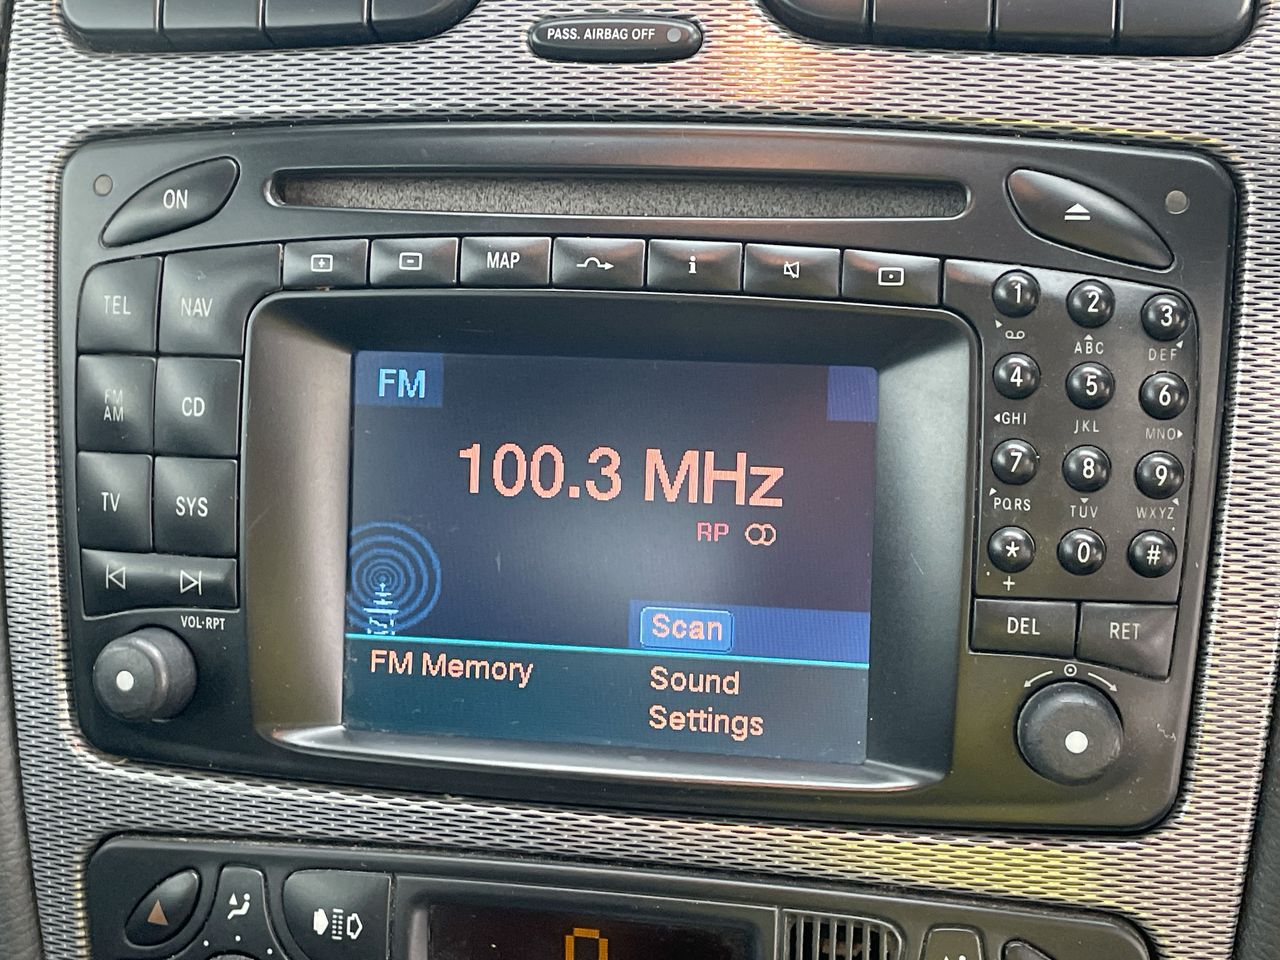 PASS. AIRBAG OFF
ON
MAP
i
TEL
NAV
FM
AM
CD
TV
SYS
VOL·RPT
FM
100.3 MHz
RP
Scan
FM Memory
Sound
Settings
1
2
3
ABC
DEF
4
5
6
GHI
JKL
MNO
7
8
9
PQRS
TUV
WXYZ
*
0
#
+
DEL
RET
0